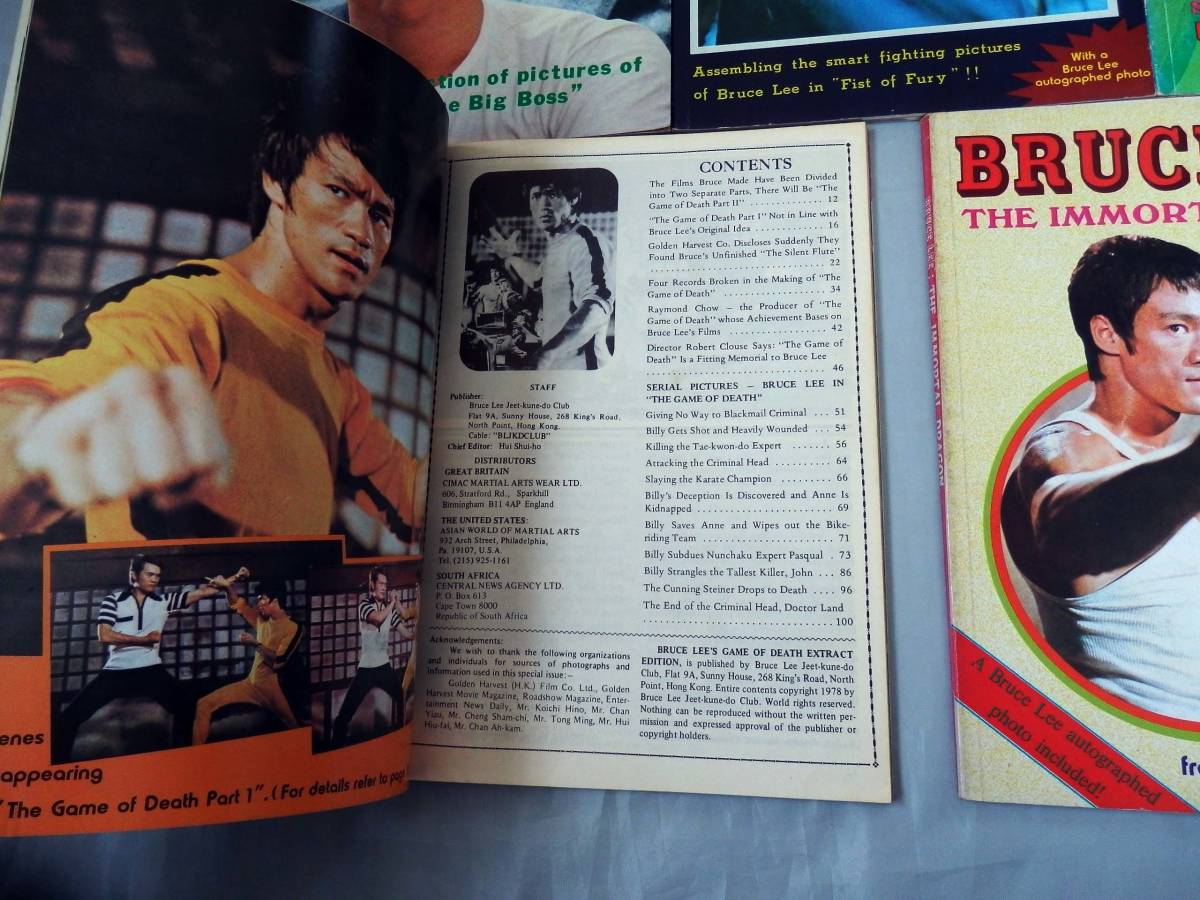 tion of pictures of
e Big Boss"
Assembling the smart fighting pictures
of Bruce Lee in "Fist of Fury" !!
With a
Bruce Lee
autographed photo
CONTENTS
The Films Bruce Made Have Been Divided
into Two Separate Parts, There Will Be "The
Game of Death Part II" .............. 12
"The Game of Death Part I" Not in Line with
Bruce Lee's Original Idea ............. 16
Golden Harvest Co. Discloses Suddenly They
Found Bruce's Unfinished "The Silent Flute"
................................ 22
Four Records Broken in the Making of "The
Game of Death" .................. 34
Raymond Chow – the Producer of "The
Game of Death" whose Achievement Bases on
Bruce Lee's Films ................. 42
Director Robert Clouse Says: "The Game of
Death" Is a Fitting Memorial to Bruce Lee
................................ 46
SERIAL PICTURES – BRUCE LEE IN
"THE GAME OF DEATH"
Giving No Way to Blackmail Criminal ... 51
Billy Gets Shot and Heavily Wounded ... 54
Killing the Tae-kwon-do Expert ....... 56
Attacking the Criminal Head .......... 64
Slaying the Karate Champion ......... 66
Billy's Deception Is Discovered and Anne Is
Kidnapped ....................... 69
Billy Saves Anne and Wipes out the Bike-
riding Team ...................... 71
Billy Subdues Nunchaku Expert Pasqual . 73
Billy Strangles the Tallest Killer, John ... 86
The Cunning Steiner Drops to Death .... 96
The End of the Criminal Head, Doctor Land
................................ 100
STAFF
Publisher:
Bruce Lee Jeet-kune-do Club
Flat 9A, Sunny House, 268 King's Road,
North Point, Hong Kong.
Cable: "BLJKDCLUB"
Chief Editor: Hui Shui-ho
DISTRIBUTORS
GREAT BRITAIN
CIMAC MARTIAL ARTS WEAR LTD.
606, Stratford Rd., Sparkhill
Birmingham B11 4AP England
THE UNITED STATES:
ASIAN WORLD OF MARTIAL ARTS
932 Arch Street, Philadelphia,
Pa. 19107, U.S.A.
Tel. (215) 925-1161
SOUTH AFRICA
CENTRAL NEWS AGENCY LTD.
P. O. Box 613
Cape Town 8000
Republic of South Africa
Acknowledgements:
We wish to thank the following organizations
and individuals for sources of photographs and
information used in this special issue:–
Golden Harvest (H.K.) Film Co. Ltd., Golden
Harvest Movie Magazine, Roadshow Magazine, Enter-
tainment News Daily, Mr. Koichi Hino, Mr. Chan
Yiau, Mr. Cheng Sham-chi, Mr. Tong Ming, Mr. Hui
Hiu-fai, Mr. Chan Ah-kam.
BRUCE LEE'S GAME OF DEATH EXTRACT
EDITION, is published by Bruce Lee Jeet-kune-do
Club, Flat 9A, Sunny House, 268 King's Road, North
Point, Hong Kong. Entire contents copyright 1978 by
Bruce Lee Jeet-kune-do Club. World rights reserved.
Nothing can be reproduced without the written per-
mission and expressed approval of the publisher or
copyright holders.
enes
appearing
"The Game of Death Part 1". (For details refer to page
BRUCE
THE IMMORT
BRUCE LEE: THE IMMORTAL DRAGON
A Bruce Lee autographed
photo included!
fr